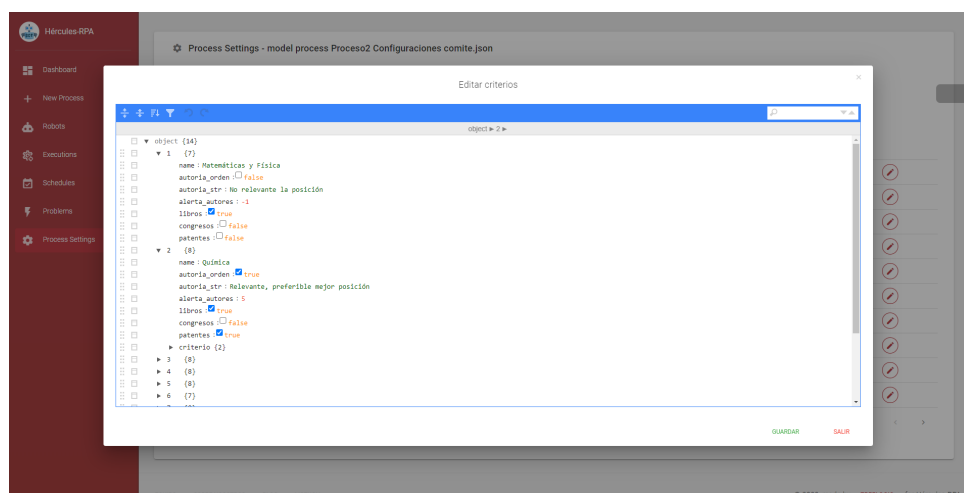 Hércules-RPA
Process Settings - model process Proceso2 Configuraciones comite.json
Dashboard
New Process
Robots
Executions
Schedules
Problems
Process Settings
Editar criterios
×
object ► 2 ►
▼ object {14}
▼ 1 {7}
name : Matemáticas y Física
autoria_orden : false
autoria_str : No relevante la posición
alerta_autores : -1
libros : true
congresos : false
patentes : false
▼ 2 {8}
name : Química
autoria_orden : true
autoria_str : Relevante, preferible mejor posición
alerta_autores : 5
libros : true
congresos : false
patentes : true
► criterio {2}
► 3 {8}
► 4 {8}
► 5 {8}
► 6 {7}
GUARDAR SALIR